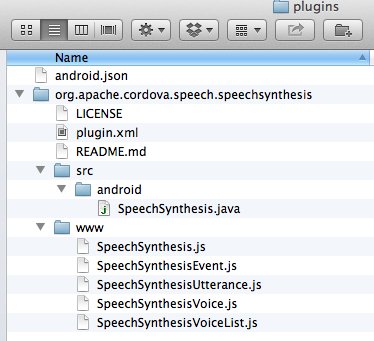 plugins
Name
android.json
org.apache.cordova.speech.speechsynthesis
LICENSE
plugin.xml
README.md
src
android
SpeechSynthesis.java
www
SpeechSynthesis.js
SpeechSynthesisEvent.js
SpeechSynthesisUtterance.js
SpeechSynthesisVoice.js
SpeechSynthesisVoiceList.js